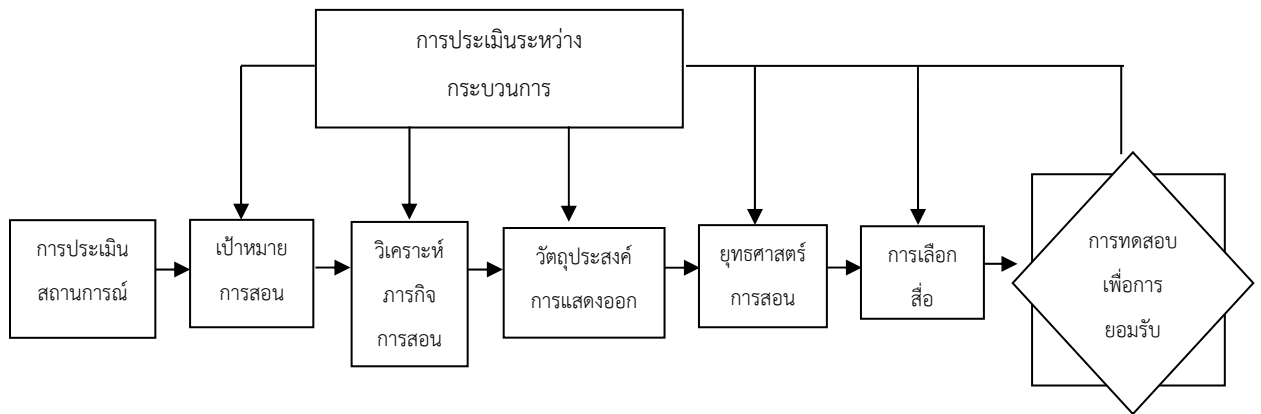 การประเมินระหว่าง
กระบวนการ
การประเมิน
สถานการณ์
เป้าหมาย
การสอน
วิเคราะห์
ภารกิจ
การสอน
วัตถุประสงค์
การแสดงออก
ยุทธศาสตร์
การสอน
การเลือก
สื่อ
การทดสอบ
เพื่อการ
ยอมรับ